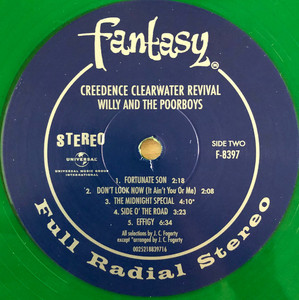 Fantasy
CREEDENCE CLEARWATER REVIVAL
WILLY AND THE POORBOYS
STEREO
UNIVERSAL
UNIVERSAL MUSIC GROUP
INTERNATIONAL
SIDE TWO
F-8397
1. FORTUNATE SON 2:18
2. DON'T LOOK NOW (It Ain't You Or Me) 2:08
3. THE MIDNIGHT SPECIAL 4:10*
4. SIDE O' THE ROAD 3:23
5. EFFIGY 6:34
All selections by J. C. Fogerty
except *arranged by J. C. Fogerty
0025218839716
Full Radial Stereo